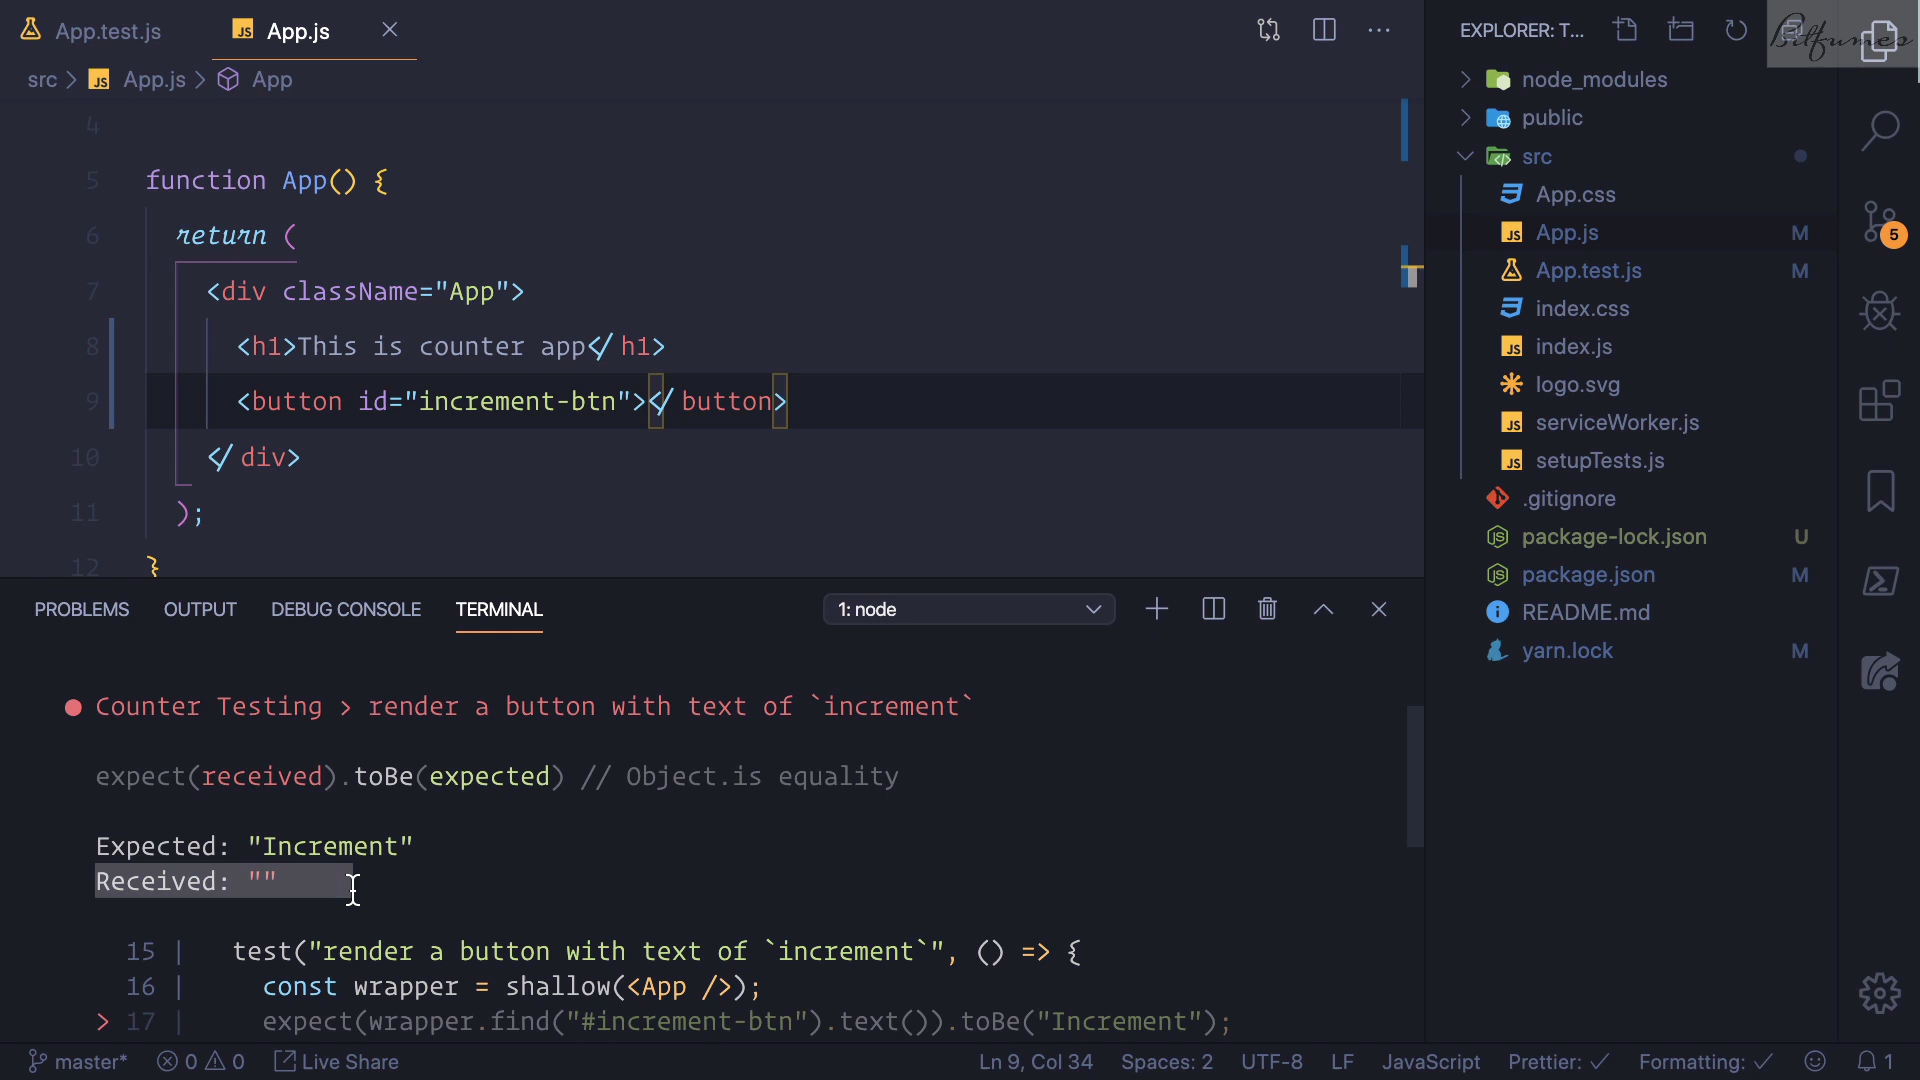 App.test.js
JS App.js
EXPLORER: T...
Bitfumes
src > JS App.js > App
4
5 function App() {
6 return (
7 <div className="App">
8 <h1>This is counter app</h1>
9 <button id="increment-btn"></button>
10 </div>
11 );
12 }
node_modules
public
src
App.css
JS App.js M
App.test.js M
index.css
JS index.js
logo.svg
JS serviceWorker.js
JS setupTests.js
.gitignore
package-lock.json U
package.json M
README.md
yarn.lock M
5
PROBLEMS OUTPUT DEBUG CONSOLE TERMINAL 1: node
● Counter Testing > render a button with text of `increment`
expect(received).toBe(expected) // Object.is equality
Expected: "Increment"
Received: ""
15 | test("render a button with text of `increment`", () => {
16 | const wrapper = shallow(<App />);
> 17 | expect(wrapper.find("#increment-btn").text()).toBe("Increment");
master* 0 0 Live Share Ln 9, Col 34 Spaces: 2 UTF-8 LF JavaScript Prettier: ✓ Formatting: ✓ 1